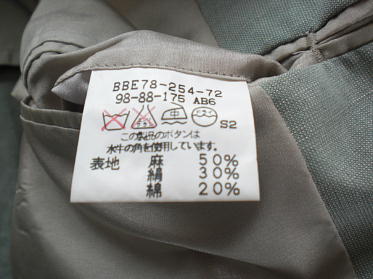 BBE78-254-72
98-88-175 AB6
中 S2
この製品のボタンは
水牛の角を使用しています。
表地 麻 50%
絹 30%
綿 20%